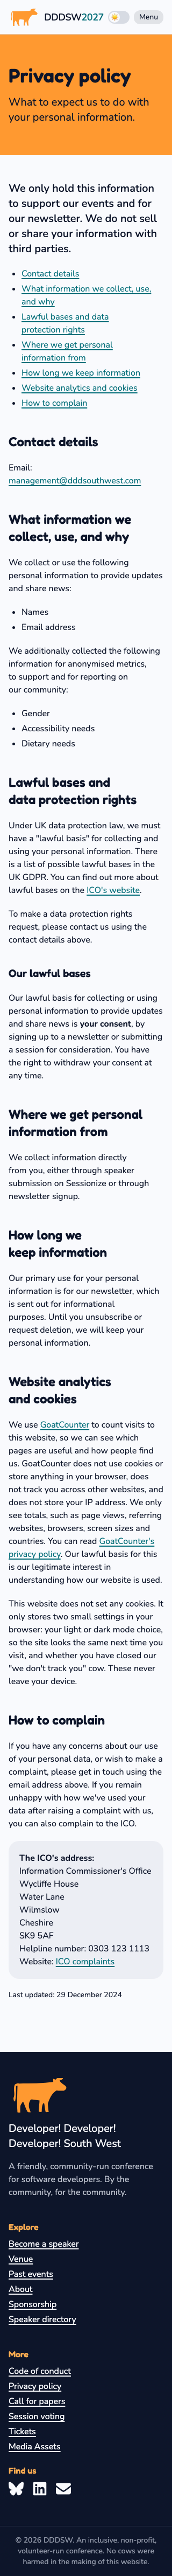 DDDSW2027
Menu
Privacy policy
What to expect us to do with
your personal information.
We only hold this information
to support our events and for
our newsletter. We do not sell
or share your information with
third parties.
Contact details
What information we collect, use,
and why
Lawful bases and data
protection rights
Where we get personal
information from
How long we keep information
Website analytics and cookies
How to complain
Contact details
Email:
management@dddsouthwest.com
What information we
collect, use, and why
We collect or use the following
personal information to provide updates
and share news:
Names
Email address
We additionally collected the following
information for anonymised metrics,
to support and for reporting on
our community:
Gender
Accessibility needs
Dietary needs
Lawful bases and
data protection rights
Under UK data protection law, we must
have a "lawful basis" for collecting and
using your personal information. There
is a list of possible lawful bases in the
UK GDPR. You can find out more about
lawful bases on the ICO's website.
To make a data protection rights
request, please contact us using the
contact details above.
Our lawful bases
Our lawful basis for collecting or using
personal information to provide updates
and share news is your consent, by
signing up to a newsletter or submitting
a session for consideration. You have
the right to withdraw your consent at
any time.
Where we get personal
information from
We collect information directly
from you, either through speaker
submission on Sessionize or through
newsletter signup.
How long we
keep information
Our primary use for your personal
information is for our newsletter, which
is sent out for informational
purposes. Until you unsubscribe or
request deletion, we will keep your
personal information.
Website analytics
and cookies
We use GoatCounter to count visits to
this website, so we can see which
pages are useful and how people find
us. GoatCounter does not use cookies or
store anything in your browser, does
not track you across other websites, and
does not store your IP address. We only
see totals, such as page views, referring
websites, browsers, screen sizes and
countries. You can read GoatCounter's
privacy policy. Our lawful basis for this
is our legitimate interest in
understanding how our website is used.
This website does not set any cookies. It
only stores two small settings in your
browser: your light or dark mode choice,
so the site looks the same next time you
visit, and whether you have closed our
"we don't track you" cow. These never
leave your device.
How to complain
If you have any concerns about our use
of your personal data, or wish to make a
complaint, please get in touch using the
email address above. If you remain
unhappy with how we've used your
data after raising a complaint with us,
you can also complain to the ICO.
The ICO's address:
Information Commissioner's Office
Wycliffe House
Water Lane
Wilmslow
Cheshire
SK9 5AF
Helpline number: 0303 123 1113
Website: ICO complaints
Last updated: 29 December 2024
Developer! Developer!
Developer! South West
A friendly, community-run conference
for software developers. By the
community, for the community.
Explore
Become a speaker
Venue
Past events
About
Sponsorship
Speaker directory
More
Code of conduct
Privacy policy
Call for papers
Session voting
Tickets
Media Assets
Find us
© 2026 DDDSW. An inclusive, non-profit,
volunteer-run conference. No cows were
harmed in the making of this website.